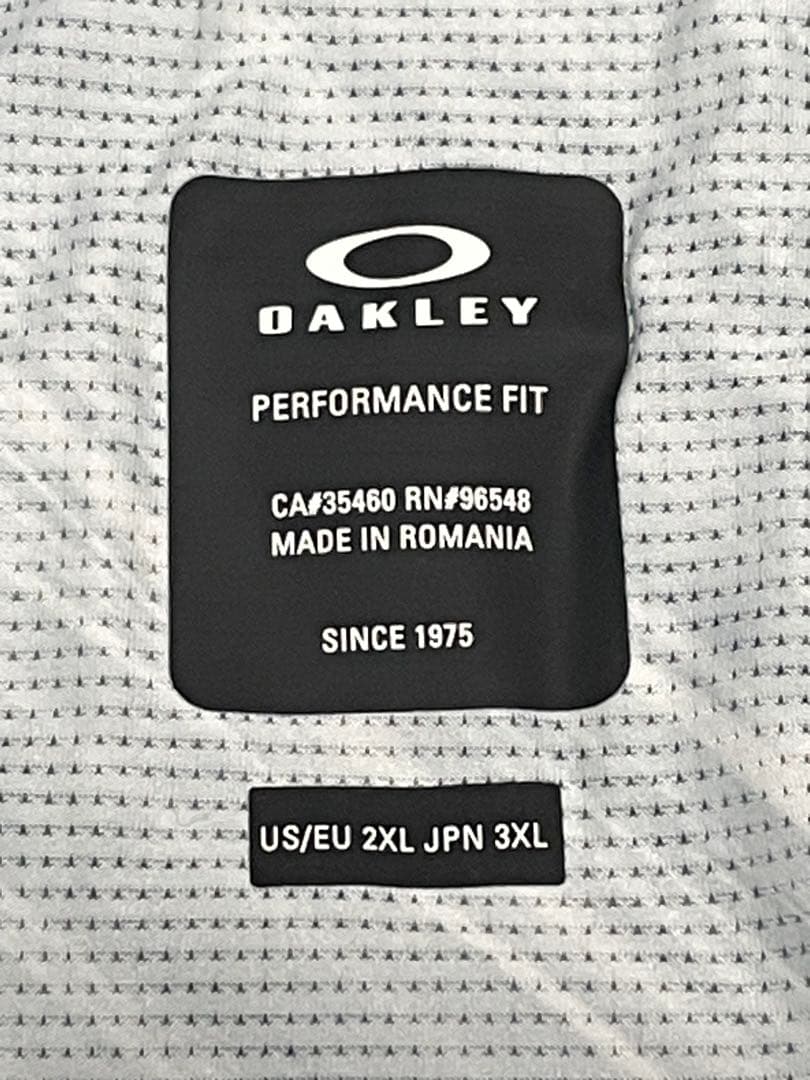 OAKLEY
PERFORMANCE FIT
CA#35460 RN#96548
MADE IN ROMANIA
SINCE 1975
US/EU 2XL JPN 3XL